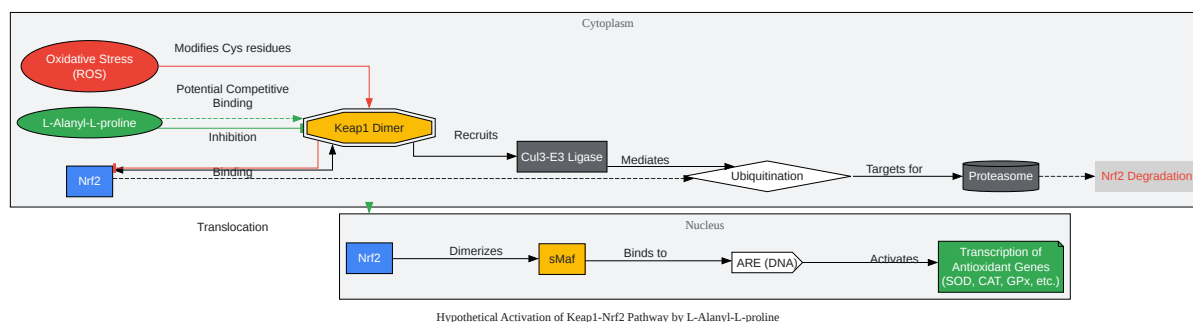 Cytoplasm
Oxidative Stress
(ROS)
Modifies Cys residues
Potential Competitive
Binding
L-Alanyl-L-proline
Inhibition
Keap1 Dimer
Recruits
Cul3-E3 Ligase
Mediates
Ubiquitination
Targets for
Proteasome
Nrf2 Degradation
Nrf2
Binding
Translocation
Nucleus
Nrf2
Dimerizes
sMaf
Binds to
ARE (DNA)
Activates
Transcription of
Antioxidant Genes
(SOD, CAT, GPx, etc.)
Hypothetical Activation of Keap1-Nrf2 Pathway by L-Alanyl-L-proline